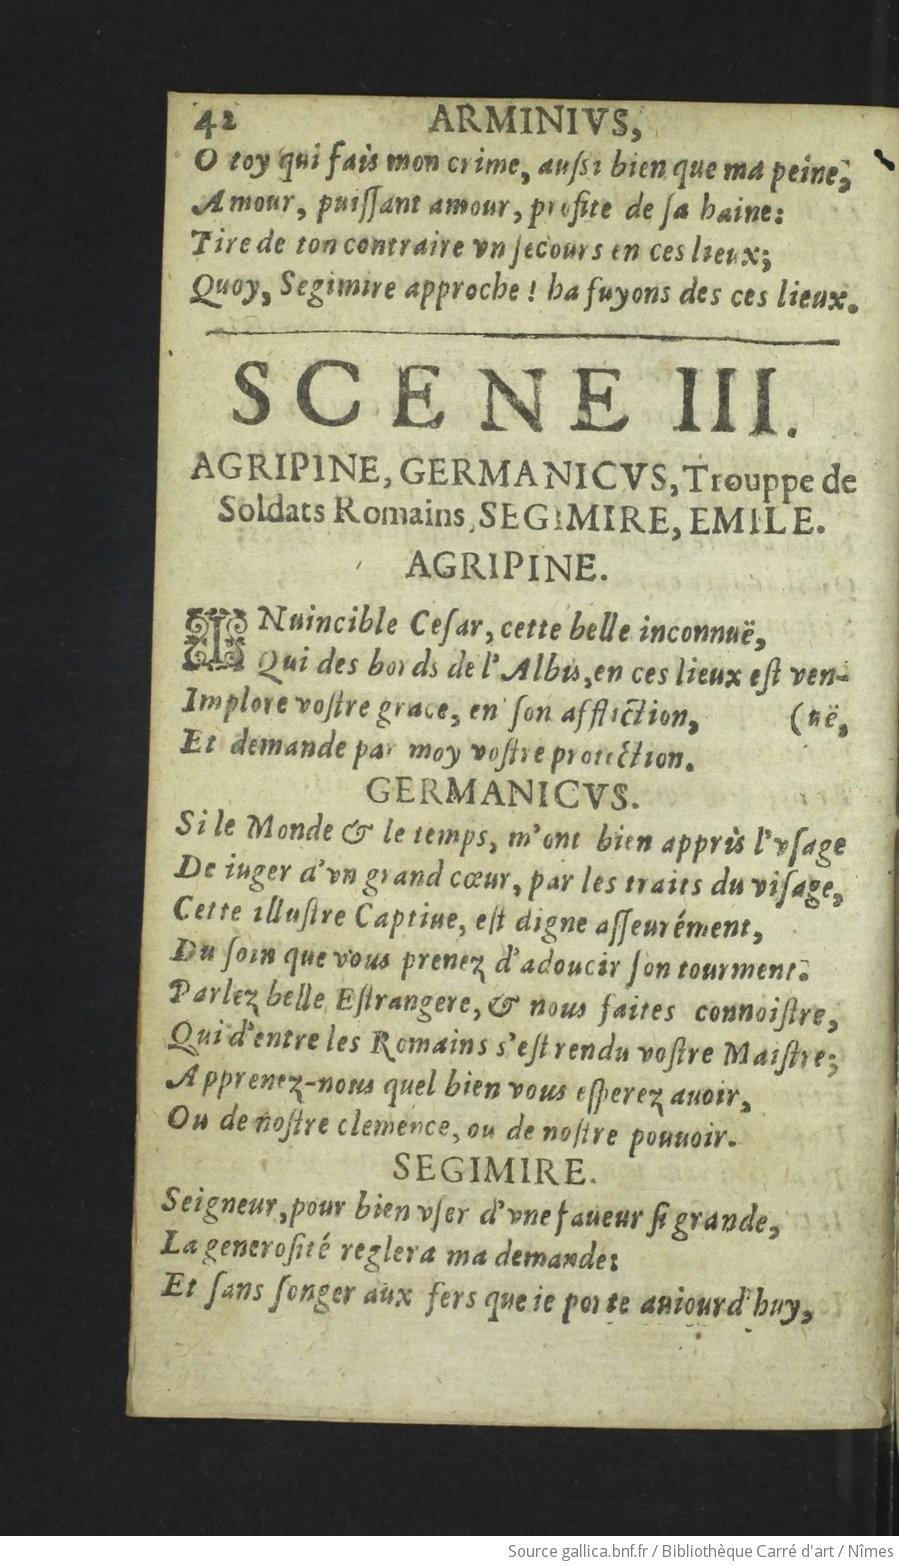 42 ARMINIVS,
O toy qui fais mon crime, aussi bien que ma peine,
Amour, puissant amour, profite de sa haine:
Tire de ton contraire vn secours en ces lieux;
Quoy, Segimire approche! ha fuyons des ces lieux.
SCENE III.
AGRIPINE, GERMANICVS, Trouppe de
Soldats Romains, SEGIMIRE, EMILE.
AGRIPINE.
INuincible Cesar, cette belle inconnuë,
Qui des bords de l'Albis, en ces lieux est ven-
Implore vostre grace, en son affliction, (uë,
Et demande par moy vostre protection.
GERMANICVS.
Si le Monde & le temps, m'ont bien appris l'vsage
De iuger d'vn grand cœur, par les traits du visage,
Cette illustre Captiue, est digne asseurément,
Du soin que vous prenez d'adoucir son tourment.
Parlez belle Estrangere, & nous faites connoistre,
Qui d'entre les Romains s'est rendu vostre Maistre;
Apprenez-nous quel bien vous esperez auoir,
Ou de nostre clemence, ou de nostre pouuoir.
SEGIMIRE.
Seigneur, pour bien vser d'vne faueur si grande,
La generosité reglera ma demande:
Et sans songer aux fers que ie porte auiourd'huy,
Source gallica.bnf.fr / Bibliothèque Carré d'art / Nîmes